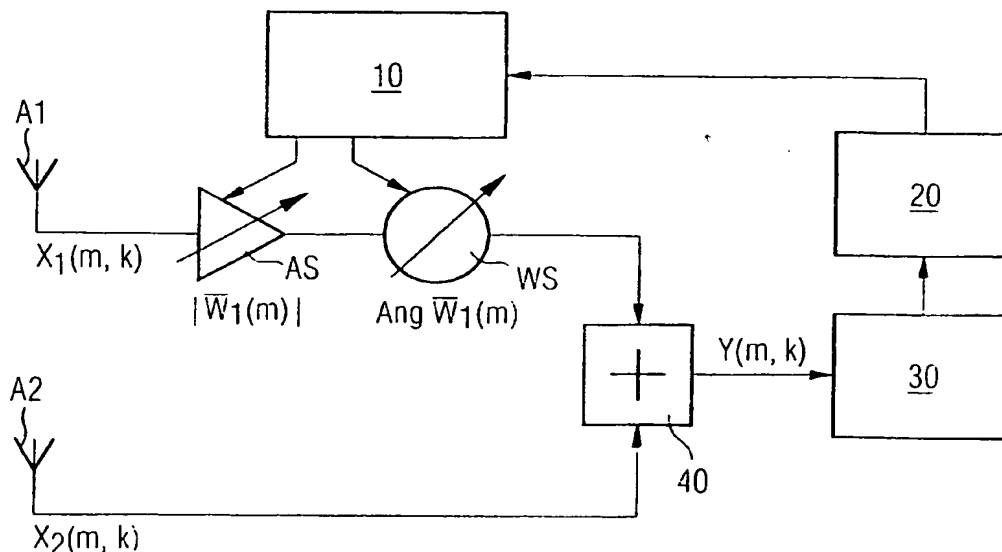 10
A1
20
X₁(m, k)
AS
WS
|W̅₁(m)|
Ang W̅₁(m)
Y(m, k)
30
A2
40
X₂(m, k)